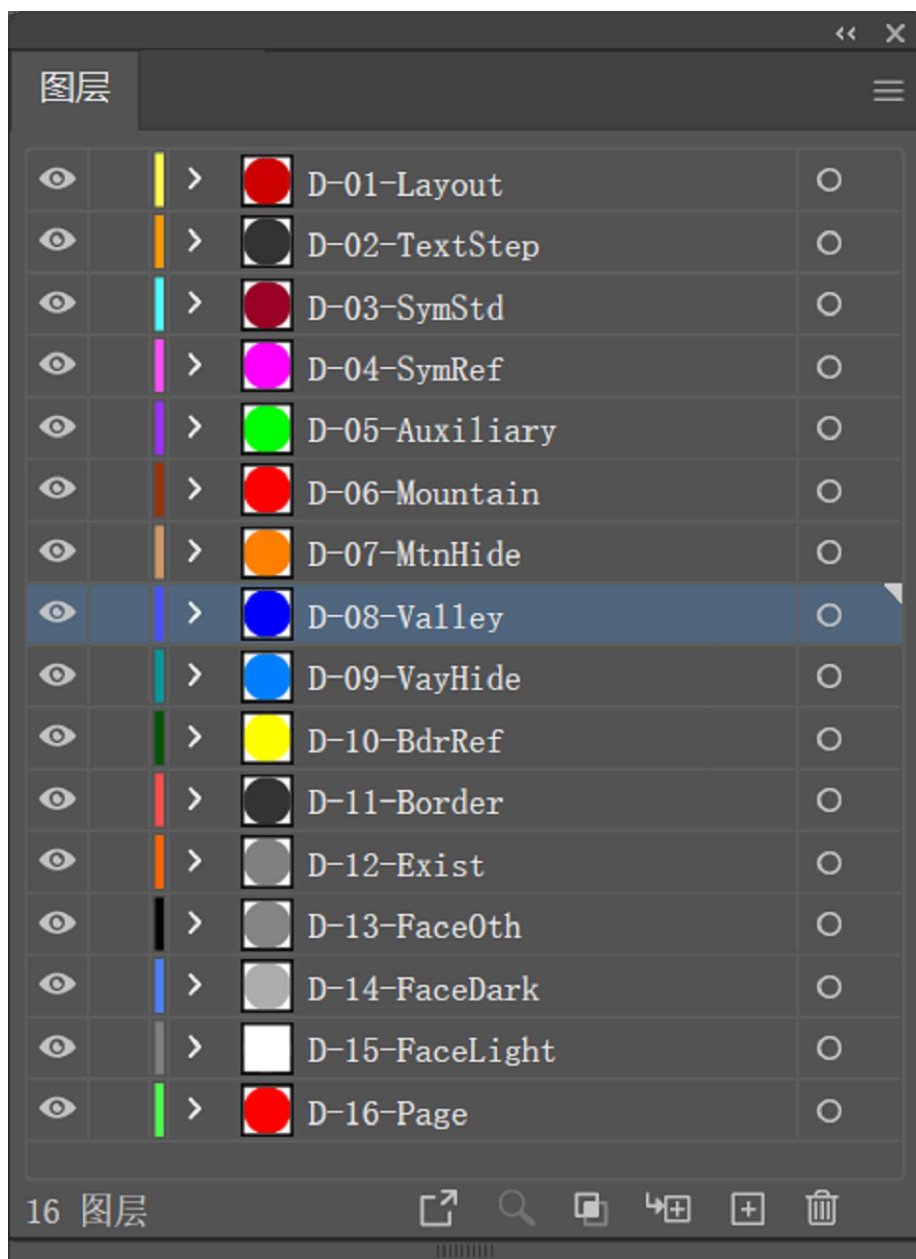 图层
D-01-Layout
D-02-TextStep
D-03-SymStd
D-04-SymRef
D-05-Auxiliary
D-06-Mountain
D-07-MtnHide
D-08-Valley
D-09-VayHide
D-10-BdrRef
D-11-Border
D-12-Exist
D-13-FaceOth
D-14-FaceDark
D-15-FaceLight
D-16-Page
16 图层